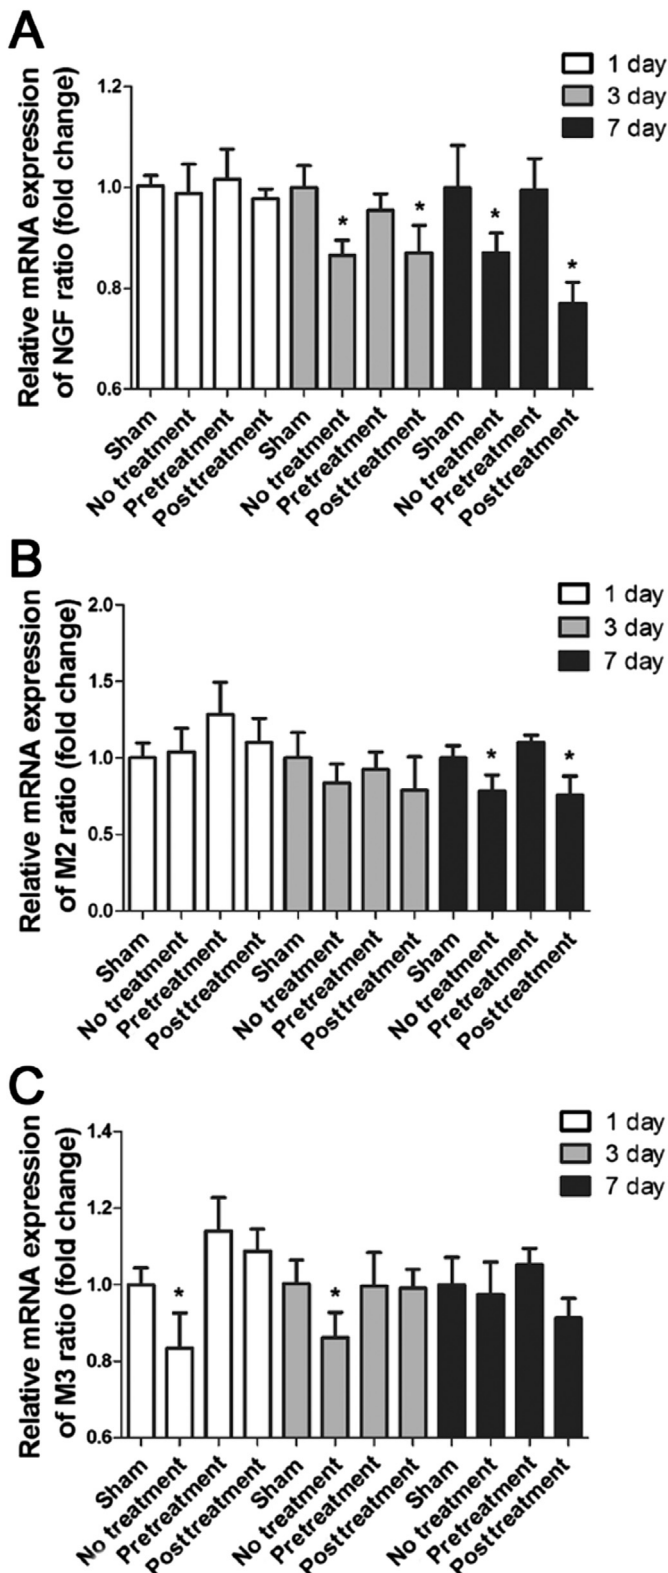 A
Relative mRNA expression
of NGF ratio (fold change)
1 day
3 day
7 day
1.2
1.0
0.8
0.6
*
*
*
*
Sham
No treatment
Pretreatment
Posttreatment
Sham
No treatment
Pretreatment
Posttreatment
Sham
No treatment
Pretreatment
Posttreatment
B
Relative mRNA expression
of M2 ratio (fold change)
1 day
3 day
7 day
2.0
1.5
1.0
0.5
0.0
*
*
Sham
No treatment
Pretreatment
Posttreatment
Sham
No treatment
Pretreatment
Posttreatment
Sham
No treatment
Pretreatment
Posttreatment
C
Relative mRNA expression
of M3 ratio (fold change)
1 day
3 day
7 day
1.4
1.2
1.0
0.8
0.6
*
*
Sham
No treatment
Pretreatment
Posttreatment
Sham
No treatment
Pretreatment
Posttreatment
Sham
No treatment
Pretreatment
Posttreatment